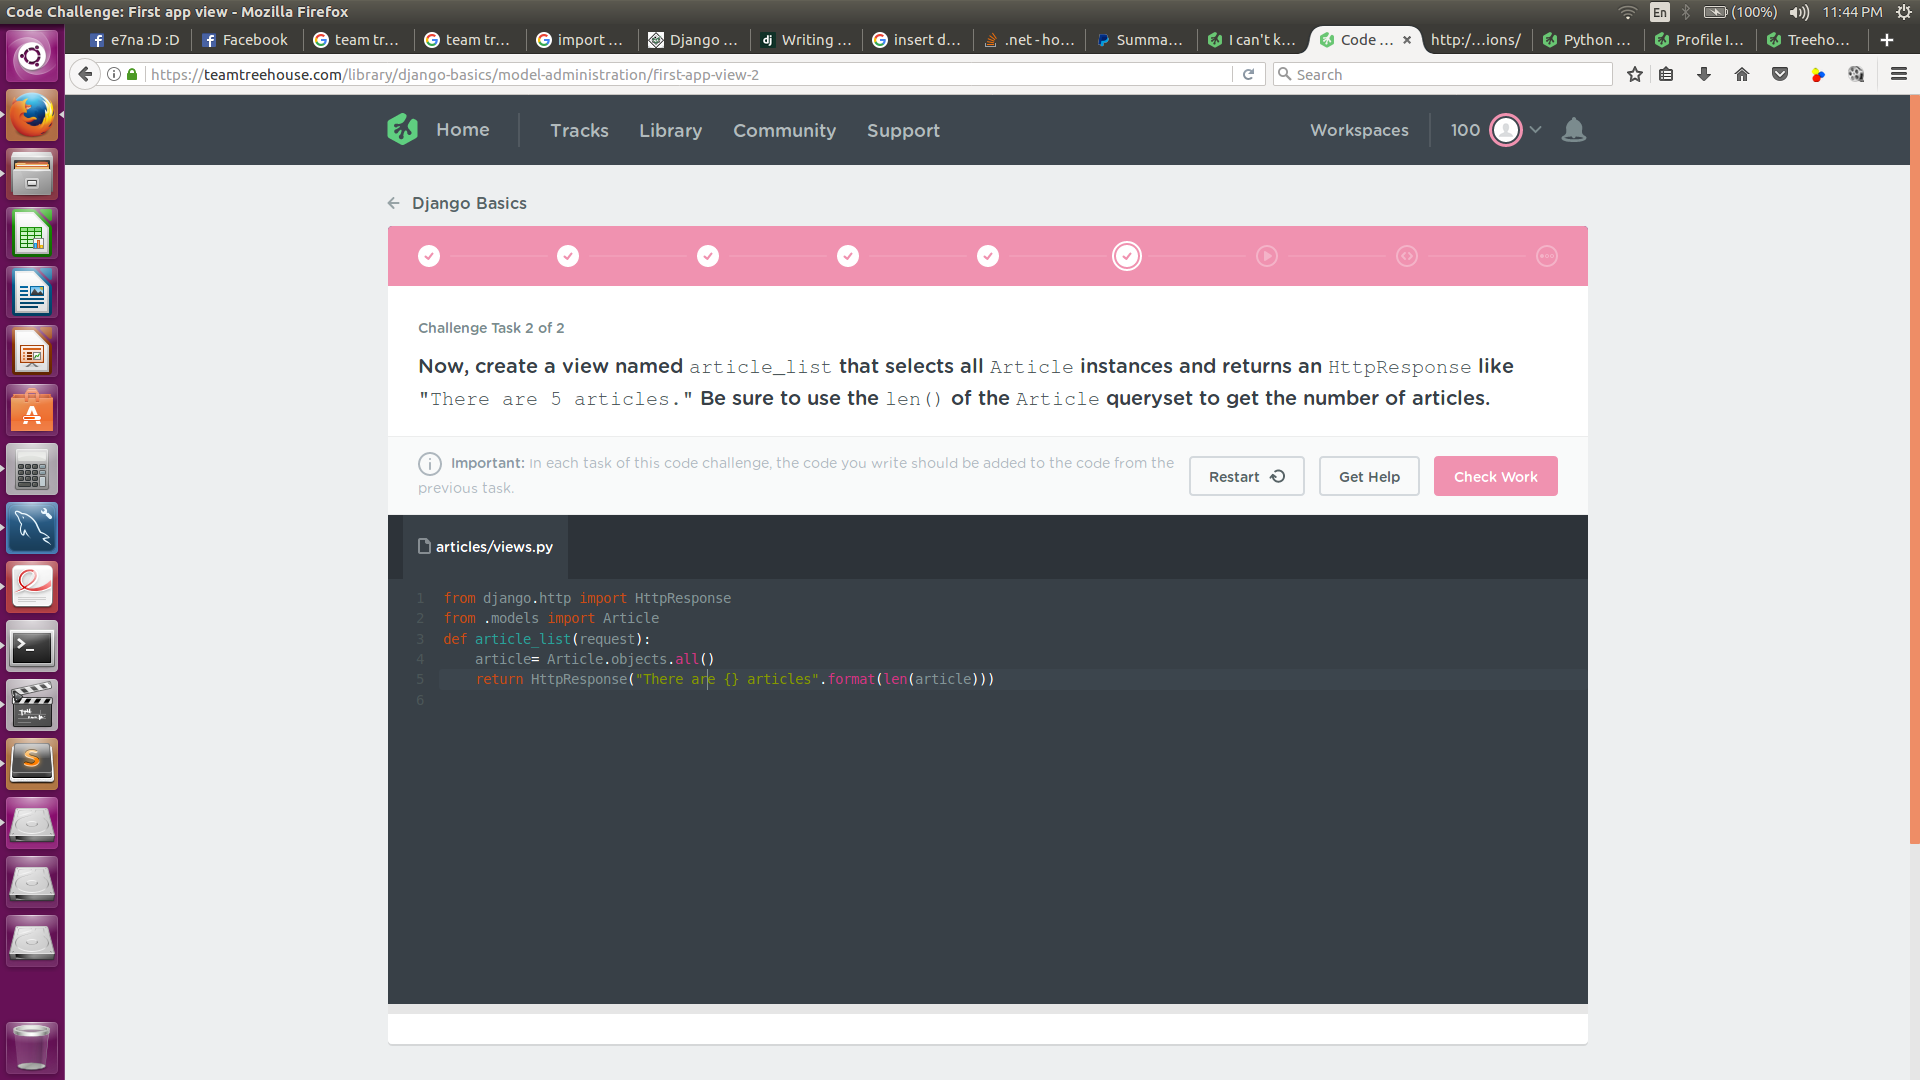 Code Challenge: First app view - Mozilla Firefox
En
(100%)
11:44 PM
e7na :D :D
Facebook
team tr...
team tr...
import ...
Django ...
Writing ...
insert d...
.net - ho...
Summa...
I can't k...
Code ...
http:/...ions/
Python ...
Profile I...
Treeho...
https://teamtreehouse.com/library/django-basics/model-administration/first-app-view-2
Search
Home
Tracks
Library
Community
Support
Workspaces
100
Django Basics
Challenge Task 2 of 2
Now, create a view named article_list that selects all Article instances and returns an HttpResponse like
"There are 5 articles." Be sure to use the len() of the Article queryset to get the number of articles.
Important: In each task of this code challenge, the code you write should be added to the code from the
previous task.
Restart
Get Help
Check Work
articles/views.py
1 from django.http import HttpResponse
2 from .models import Article
3 def article_list(request):
4     article= Article.objects.all()
5     return HttpResponse("There are {} articles".format(len(article)))
6